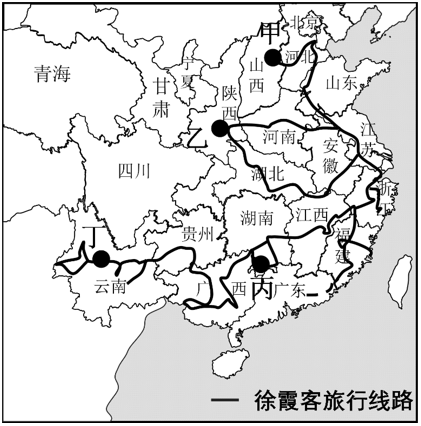 甲
北京
河北
山西
山东
青海
宁夏
甘肃
陕西
乙
河南
江苏
安徽
四川
湖北
浙江
湖南
江西
贵州
福建
丁
云南
广西
丙
广东
徐霞客旅行线路